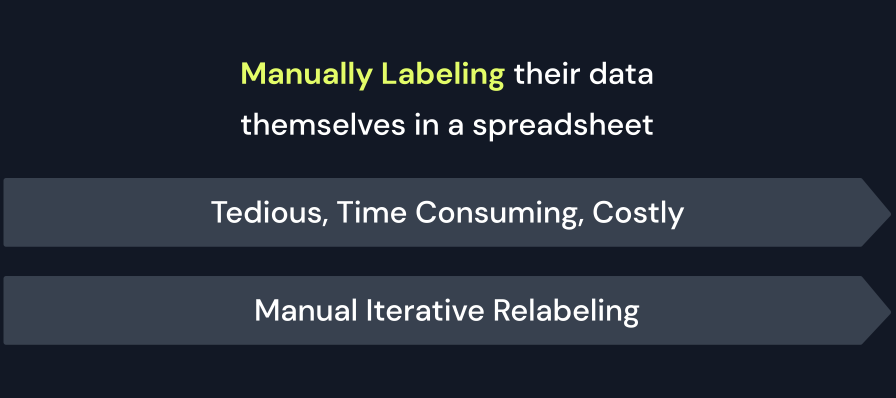 Manually Labeling their data
themselves in a spreadsheet
Tedious, Time Consuming, Costly
Manual Iterative Relabeling